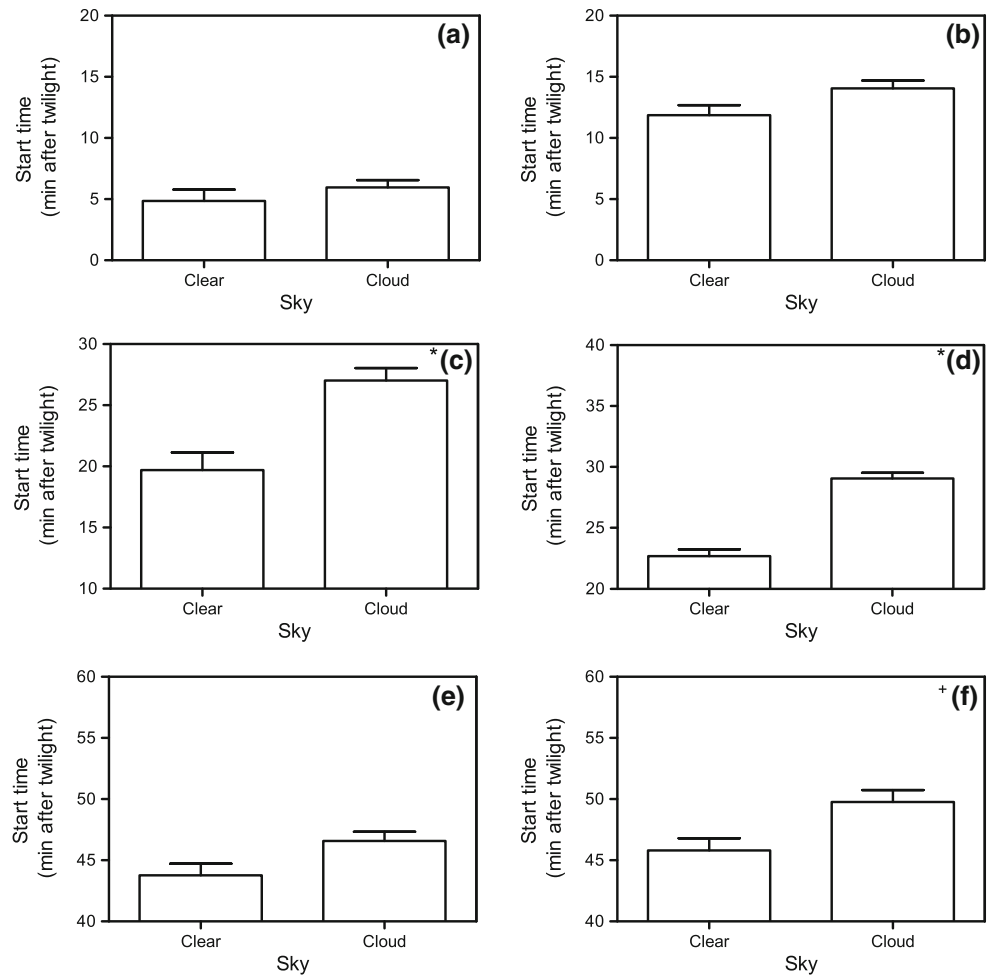 (a)
Start time
(min after twilight)
20
15
10
5
0
Clear
Cloud
Sky
(b)
Start time
(min after twilight)
20
15
10
5
0
Clear
Cloud
Sky
*(c)
Start time
(min after twilight)
30
25
20
15
10
Clear
Cloud
Sky
*(d)
Start time
(min after twilight)
40
35
30
25
20
Clear
Cloud
Sky
(e)
Start time
(min after twilight)
60
55
50
45
40
Clear
Cloud
Sky
+(f)
Start time
(min after twilight)
60
55
50
45
40
Clear
Cloud
Sky